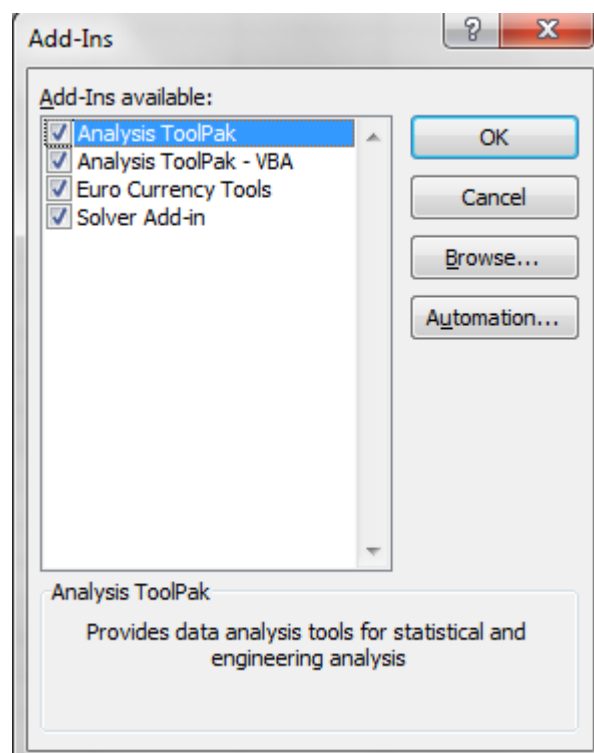 Add-Ins
?
Add-Ins available:
Analysis ToolPak
Analysis ToolPak - VBA
Euro Currency Tools
Solver Add-in
OK
Cancel
Browse...
Automation...
Analysis ToolPak
Provides data analysis tools for statistical and
engineering analysis